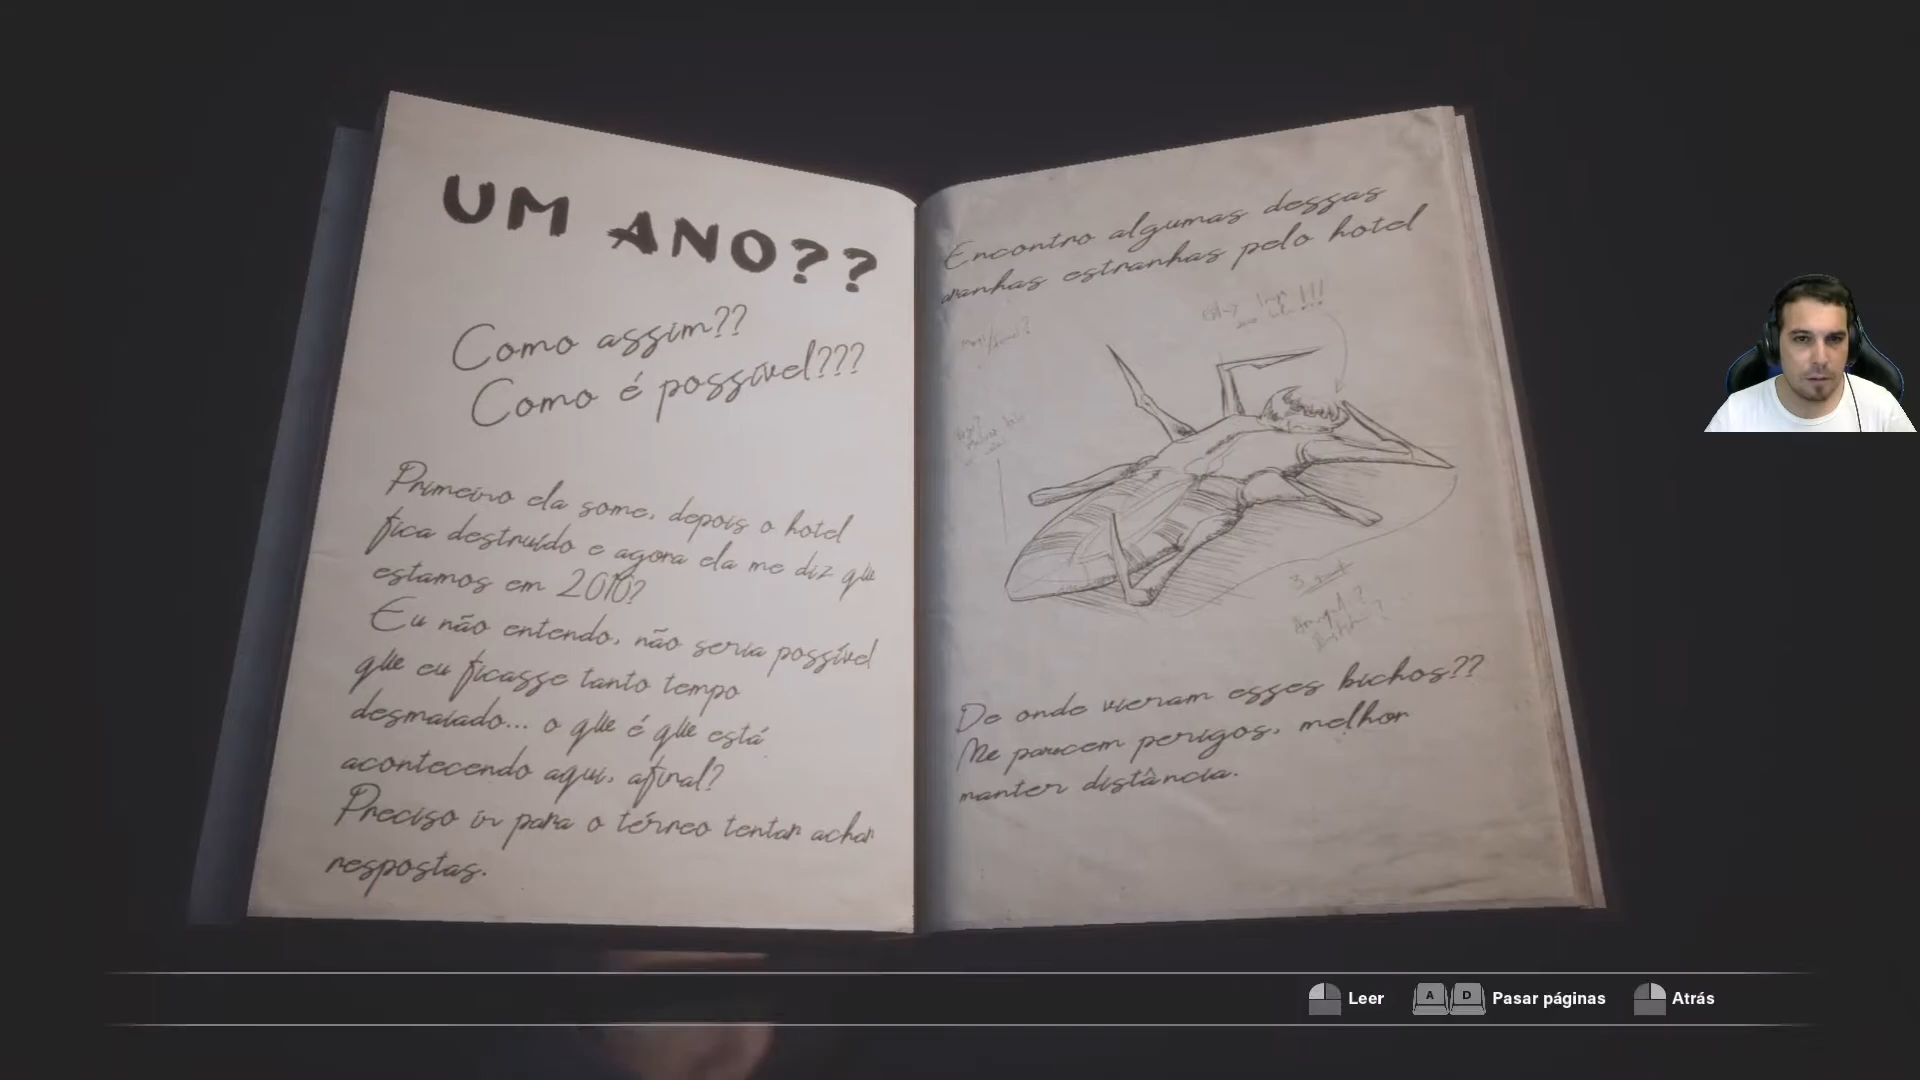 UM ANO??
Como assim??
Como é possível???
Primeiro ela some, depois o hotel
fica destruído e agora ela me diz que
estamos em 2010?
Eu não entendo, não seria possível
que eu ficasse tanto tempo
desmaiado... o que é que está
acontecendo aqui, afinal?
Preciso ir para o térreo tentar achar
respostas.
Encontro algumas dessas
aranhas estranhas pelo hotel
De onde vieram esses bichos??
Me parecem perigos, melhor
manter distância.
Leer
A D
Pasar páginas
Atrás